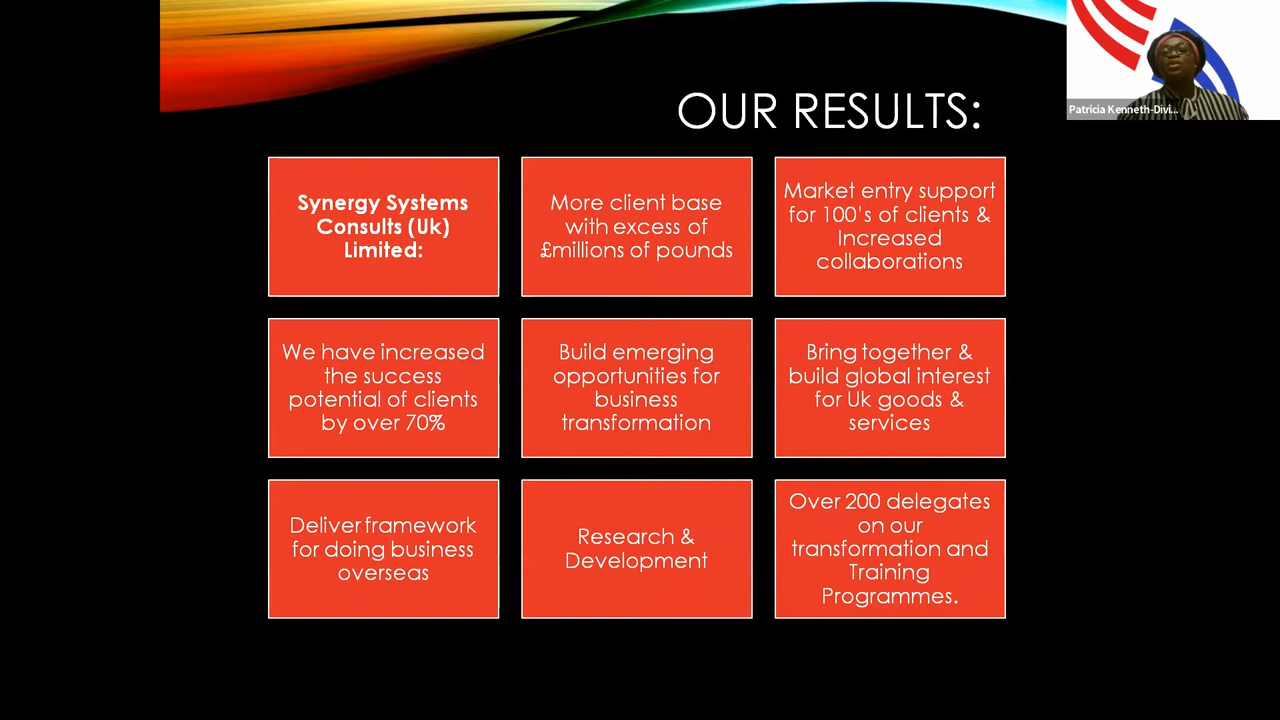 OUR RESULTS:
Patricia Kenneth-Divi...
Synergy Systems
Consults (Uk)
Limited:
More client base
with excess of
£millions of pounds
Market entry support
for 100's of clients &
Increased
collaborations
We have increased
the success
potential of clients
by over 70%
Build emerging
opportunities for
business
transformation
Bring together &
build global interest
for Uk goods &
services
Deliver framework
for doing business
overseas
Research &
Development
Over 200 delegates
on our
transformation and
Training
Programmes.